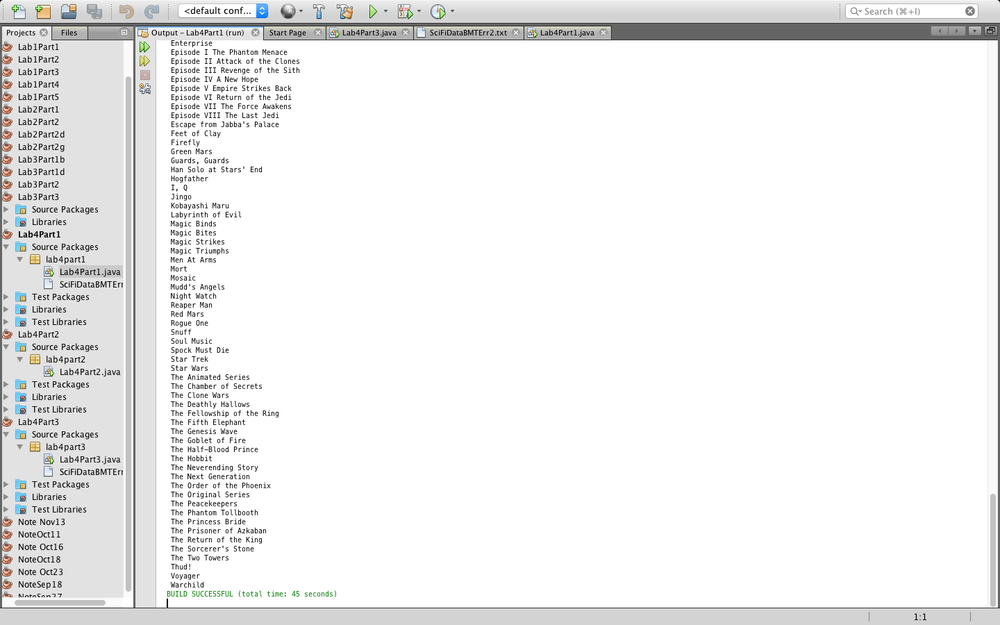 <default conf...
Search (⌘+I)
Projects
Files
Output – Lab4Part1 (run)
Start Page
Lab4Part3.java
SciFiDataBMTErr2.txt
Lab4Part1.java
Lab1Part1
Lab1Part2
Lab1Part3
Lab1Part4
Lab1Part5
Lab2Part1
Lab2Part2
Lab2Part2d
Lab2Part2g
Lab3Part1b
Lab3Part1d
Lab3Part2
Lab3Part3
Source Packages
Libraries
Lab4Part1
Source Packages
lab4part1
Lab4Part1.java
SciFiDataBMTErr
Test Packages
Libraries
Test Libraries
Lab4Part2
Source Packages
lab4part2
Lab4Part2.java
Test Packages
Libraries
Test Libraries
Lab4Part3
Source Packages
lab4part3
Lab4Part3.java
SciFiDataBMTErr
Test Packages
Libraries
Test Libraries
Note Nov13
NoteOct11
Note Oct16
NoteOct18
Note Oct23
NoteSep18
NoteSep27
Enterprise
Episode I The Phantom Menace
Episode II Attack of the Clones
Episode III Revenge of the Sith
Episode IV A New Hope
Episode V Empire Strikes Back
Episode VI Return of the Jedi
Episode VII The Force Awakens
Episode VIII The Last Jedi
Escape from Jabba's Palace
Feet of Clay
Firefly
Green Mars
Guards, Guards
Han Solo at Stars' End
Hogfather
I, Q
Jingo
Kobayashi Maru
Labyrinth of Evil
Magic Binds
Magic Bites
Magic Strikes
Magic Triumphs
Men At Arms
Mort
Mosaic
Mudd's Angels
Night Watch
Reaper Man
Red Mars
Rogue One
Snuff
Soul Music
Spock Must Die
Star Trek
Star Wars
The Animated Series
The Chamber of Secrets
The Clone Wars
The Deathly Hallows
The Fellowship of the Ring
The Fifth Elephant
The Genesis Wave
The Goblet of Fire
The Half-Blood Prince
The Hobbit
The Neverending Story
The Next Generation
The Order of the Phoenix
The Original Series
The Peacekeepers
The Phantom Tollbooth
The Princess Bride
The Prisoner of Azkaban
The Return of the King
The Sorcerer's Stone
The Two Towers
Thud!
Voyager
Warchild
BUILD SUCCESSFUL (total time: 45 seconds)
1:1